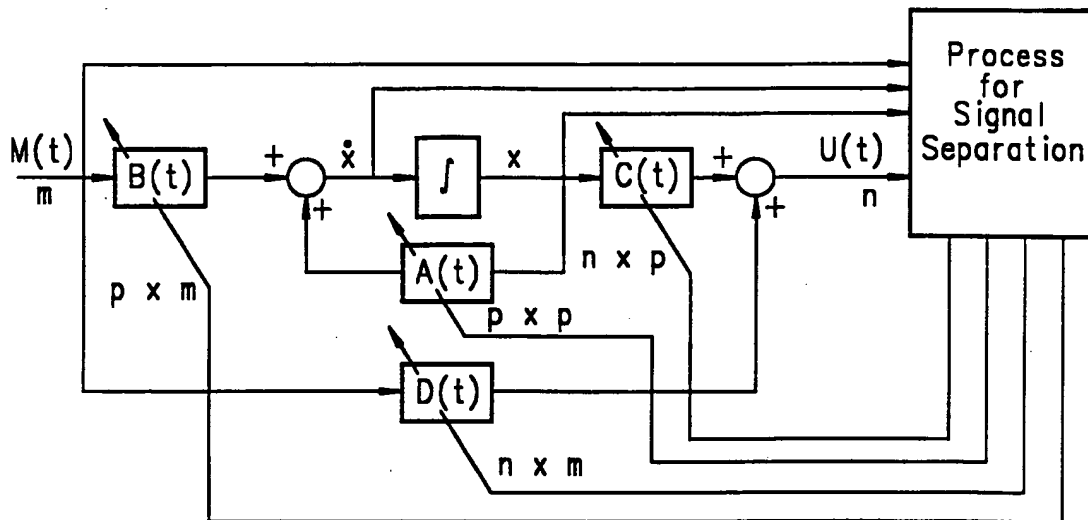 Process
for
Signal
Separation
M(t)
m
B(t)
p x m
+
+
ẋ
∫
x
A(t)
p x p
C(t)
n x p
+
+
U(t)
n
D(t)
n x m